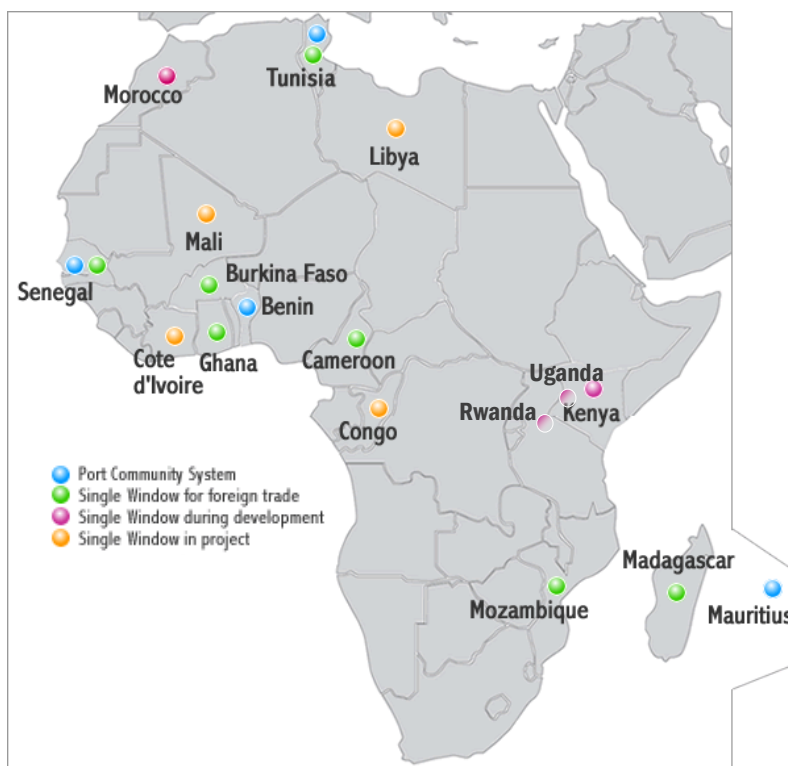 Tunisia
Morocco
Libya
Mali
Burkina Faso
Senegal
Benin
Cote
d'Ivoire
Ghana
Cameroon
Uganda
Rwanda
Kenya
Congo
Port Community System
Single Window for foreign trade
Single Window during development
Single Window in project
Madagascar
Mozambique
Mauritius